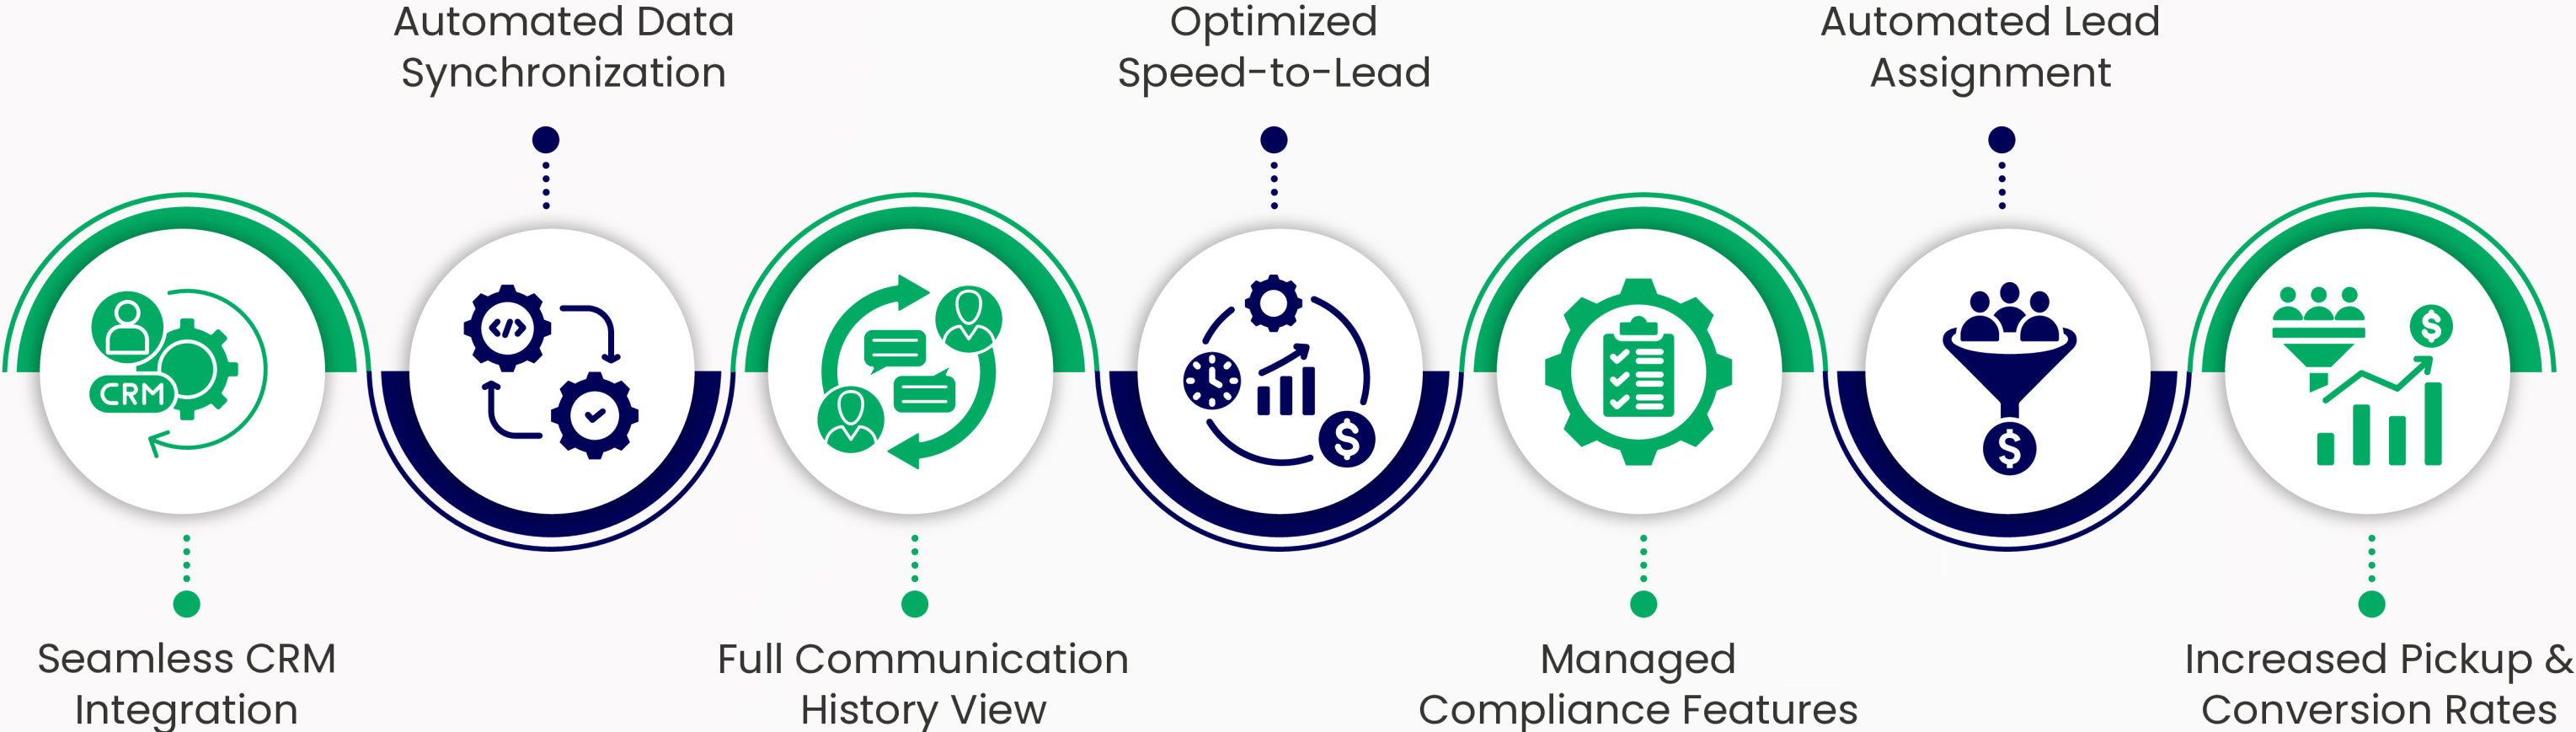 Automated Data
Synchronization
Optimized
Speed-to-Lead
Automated Lead
Assignment
CRM
</>
$
$
$
Seamless CRM
Integration
Full Communication
History View
Managed
Compliance Features
Increased Pickup &
Conversion Rates